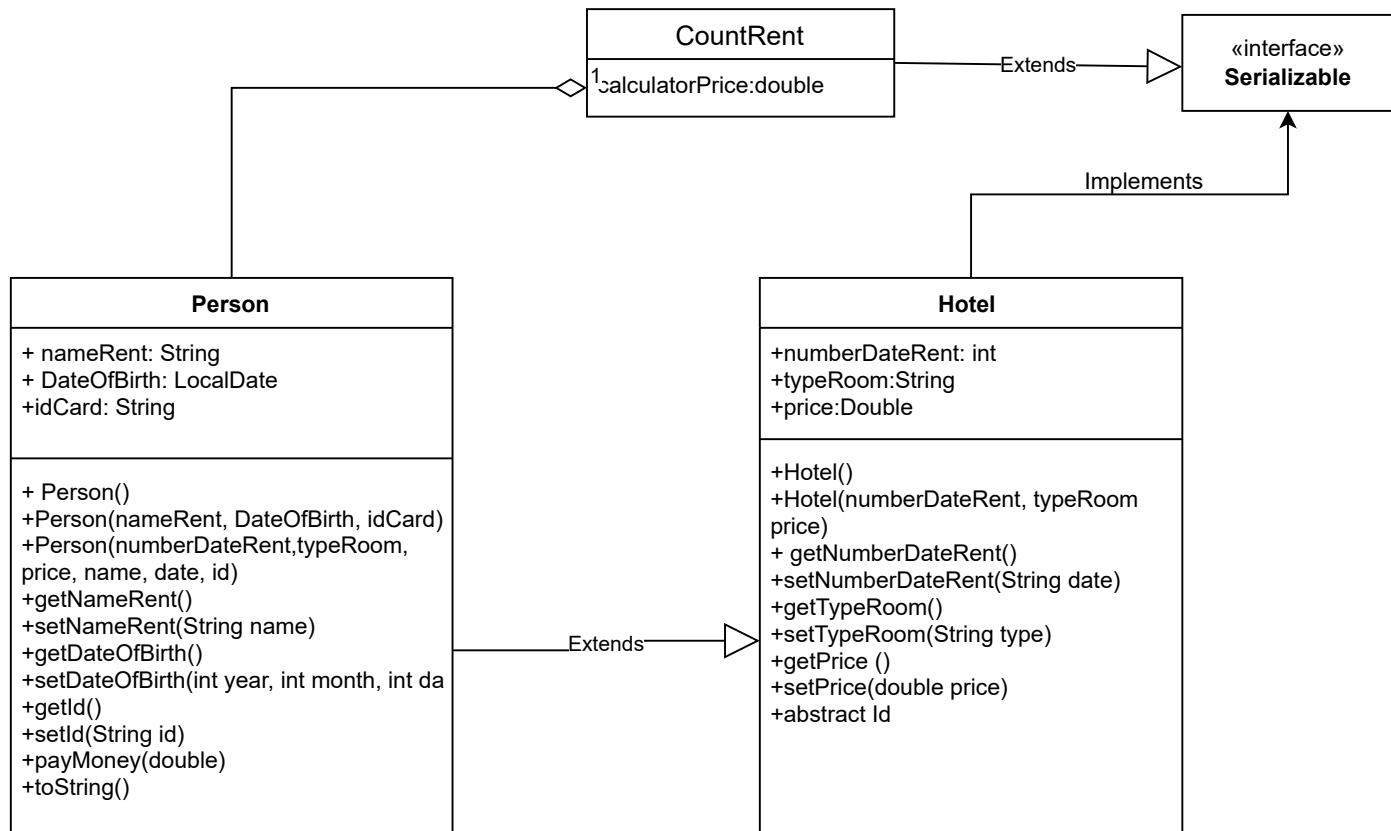 CountRent
1
calculatorPrice:double
Extends
«interface»
Serializable
Implements
Person
+ nameRent: String
+ DateOfBirth: LocalDate
+idCard: String
+ Person()
+Person(nameRent, DateOfBirth, idCard)
+Person(numberDateRent,typeRoom,
price, name, date, id)
+getNameRent()
+setNameRent(String name)
+getDateOfBirth()
+setDateOfBirth(int year, int month, int da
+getId()
+setId(String id)
+payMoney(double)
+toString()
Extends
Hotel
+numberDateRent: int
+typeRoom:String
+price:Double
+Hotel()
+Hotel(numberDateRent, typeRoom
price)
+ getNumberDateRent()
+setNumberDateRent(String date)
+getTypeRoom()
+setTypeRoom(String type)
+getPrice ()
+setPrice(double price)
+abstract Id